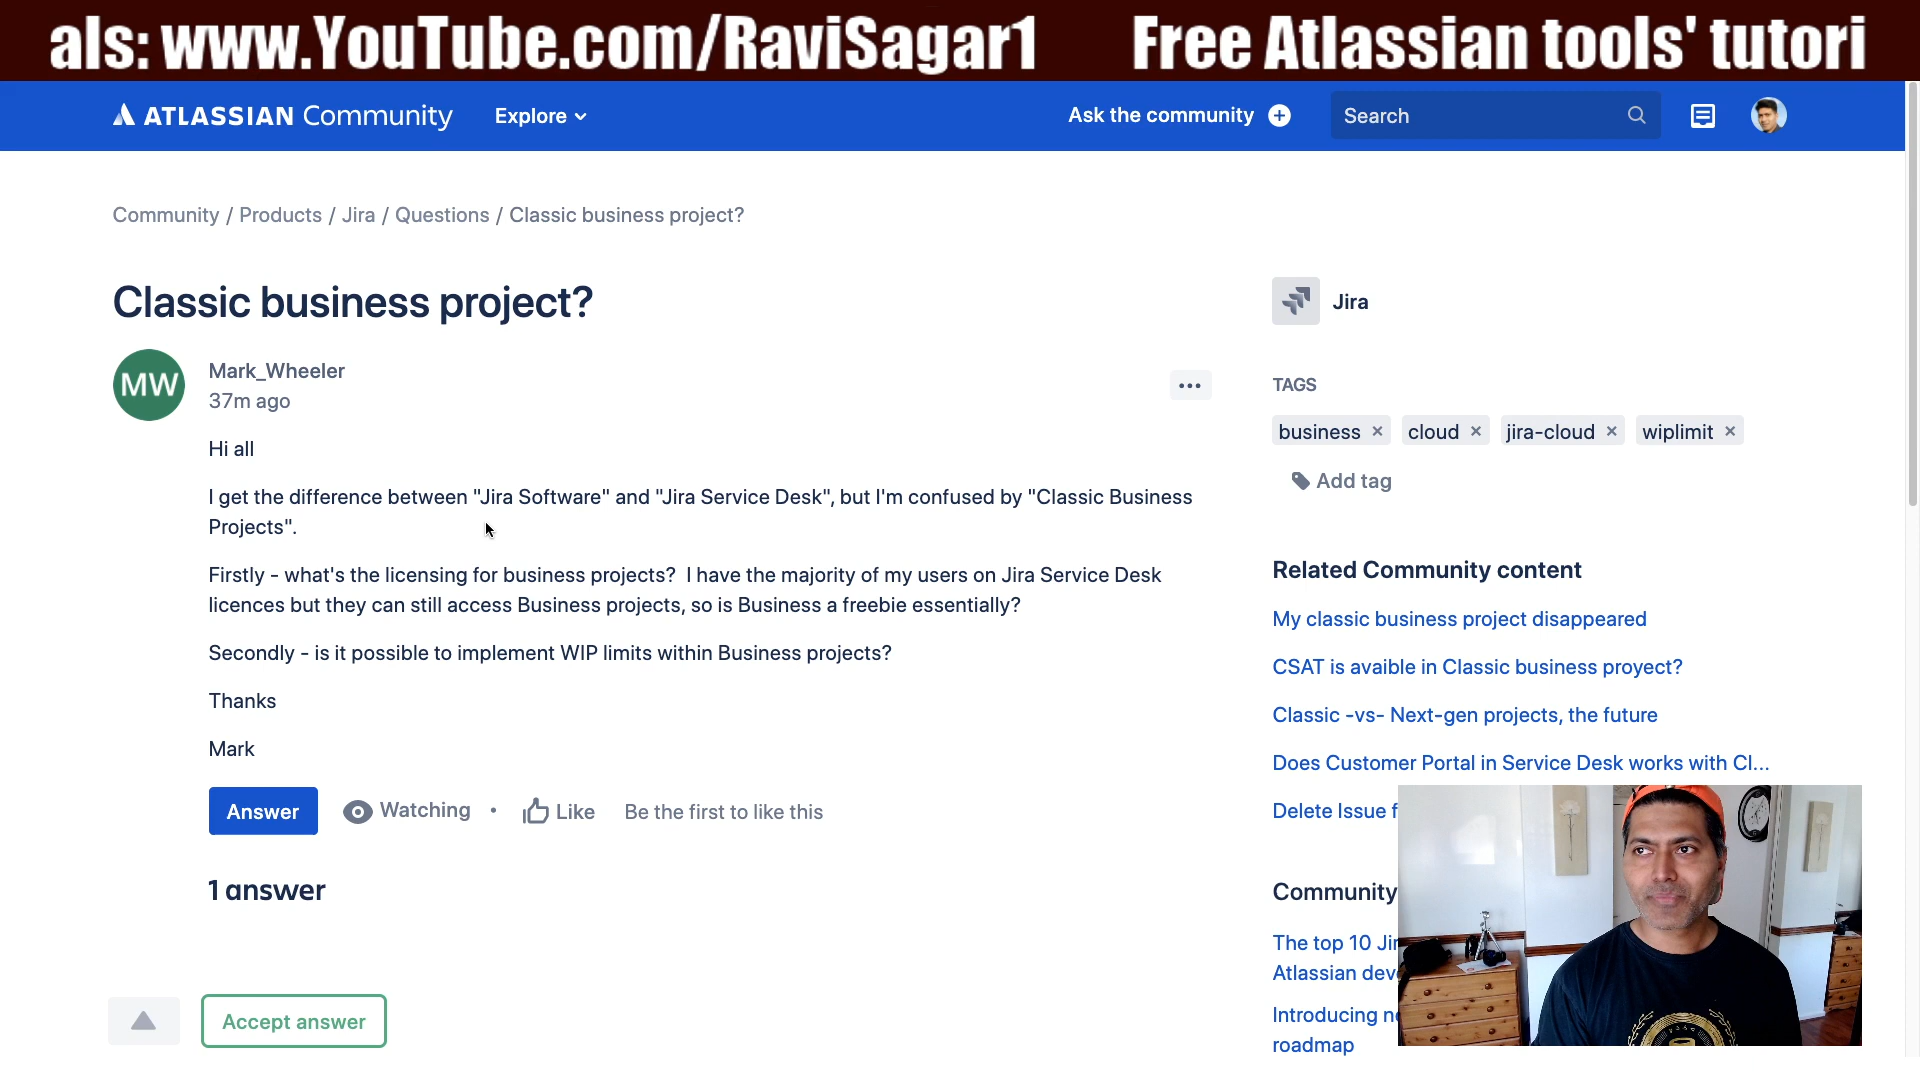 als: www.YouTube.com/RaviSagar1 Free Atlassian tools' tutori
ATLASSIAN Community Explore Ask the community Search
Community / Products / Jira / Questions / Classic business project?
Classic business project?
MW
Mark_Wheeler
37m ago
Hi all
I get the difference between "Jira Software" and "Jira Service Desk", but I'm confused by "Classic Business
Projects".
Firstly - what's the licensing for business projects? I have the majority of my users on Jira Service Desk
licences but they can still access Business projects, so is Business a freebie essentially?
Secondly - is it possible to implement WIP limits within Business projects?
Thanks
Mark
Answer Watching • Like Be the first to like this
1 answer
Accept answer
Jira
TAGS
business × cloud × jira-cloud × wiplimit ×
Add tag
Related Community content
My classic business project disappeared
CSAT is avaible in Classic business proyect?
Classic -vs- Next-gen projects, the future
Does Customer Portal in Service Desk works with Cl...
Delete Issue f
Community
The top 10 Jir
Atlassian dev
Introducing n
roadmap